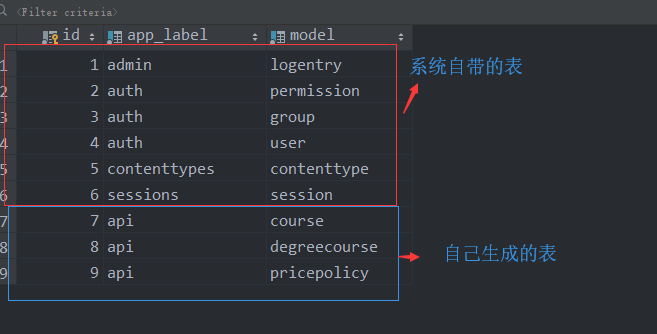 <Filter criteria>
id app_label model
1 1 admin logentry
2 2 auth permission
3 3 auth group
4 4 auth user
5 5 contenttypes contenttype
6 6 sessions session
7 7 api course
8 8 api degreecourse
9 9 api pricepolicy
系统自带的表
自己生成的表